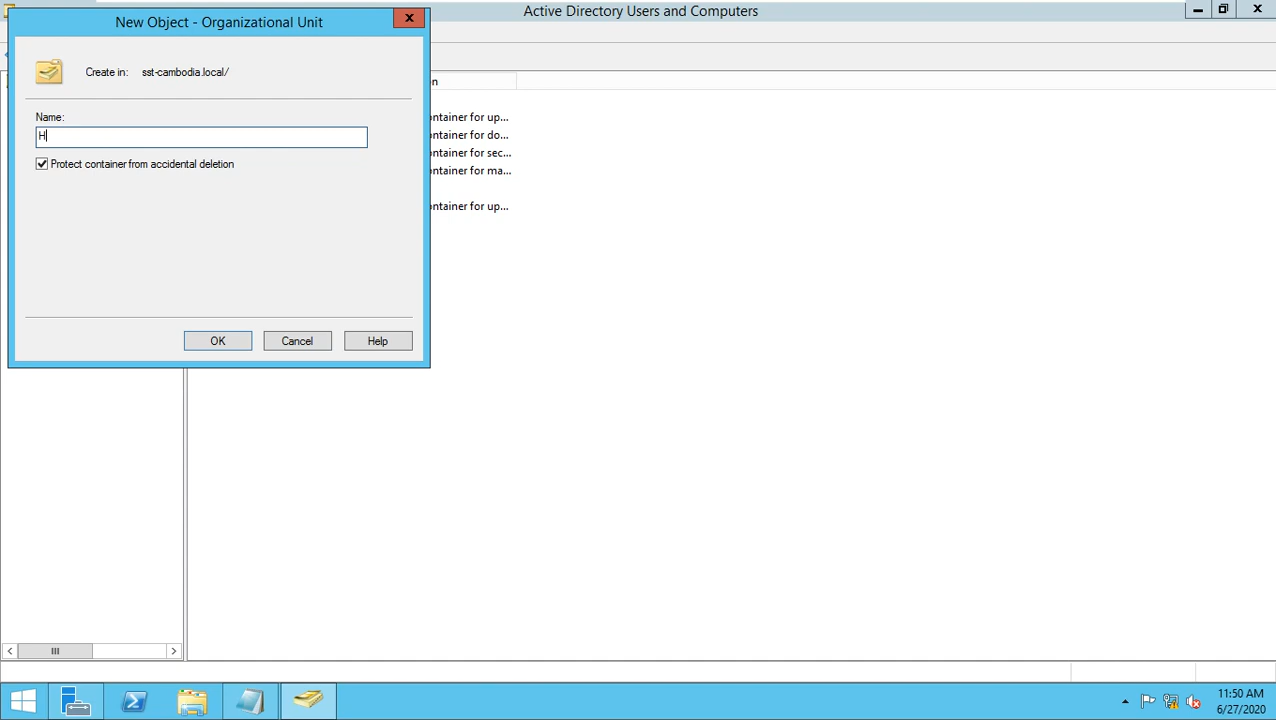 New Object - Organizational Unit
Active Directory Users and Computers
Create in: sst-cambodia.local/
on
Name:
ontainer for up...
H
ontainer for do...
ontainer for sec...
Protect container from accidental deletion
ontainer for ma...
ontainer for up...
OK Cancel Help
11:50 AM
6/27/2020